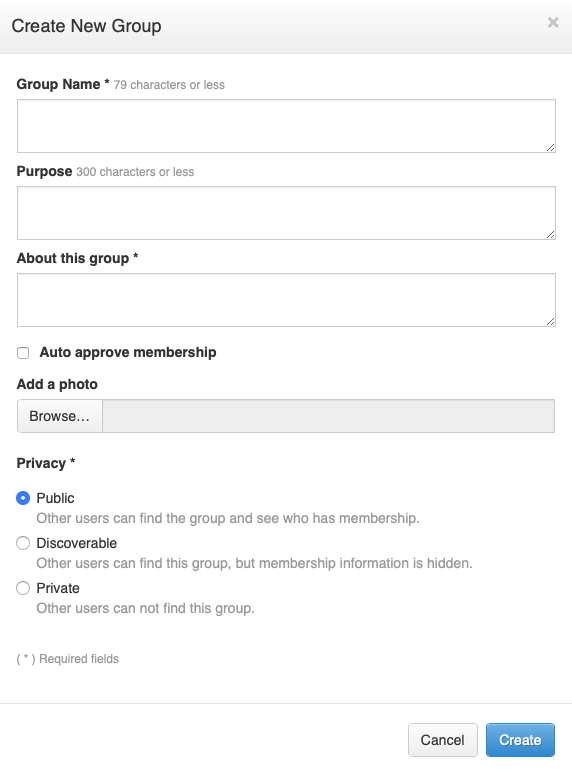 Create New Group ×
Group Name * 79 characters or less
Purpose 300 characters or less
About this group *
Auto approve membership
Add a photo
Browse...
Privacy *
Public
Other users can find the group and see who has membership.
Discoverable
Other users can find this group, but membership information is hidden.
Private
Other users can not find this group.
( * ) Required fields
Cancel Create